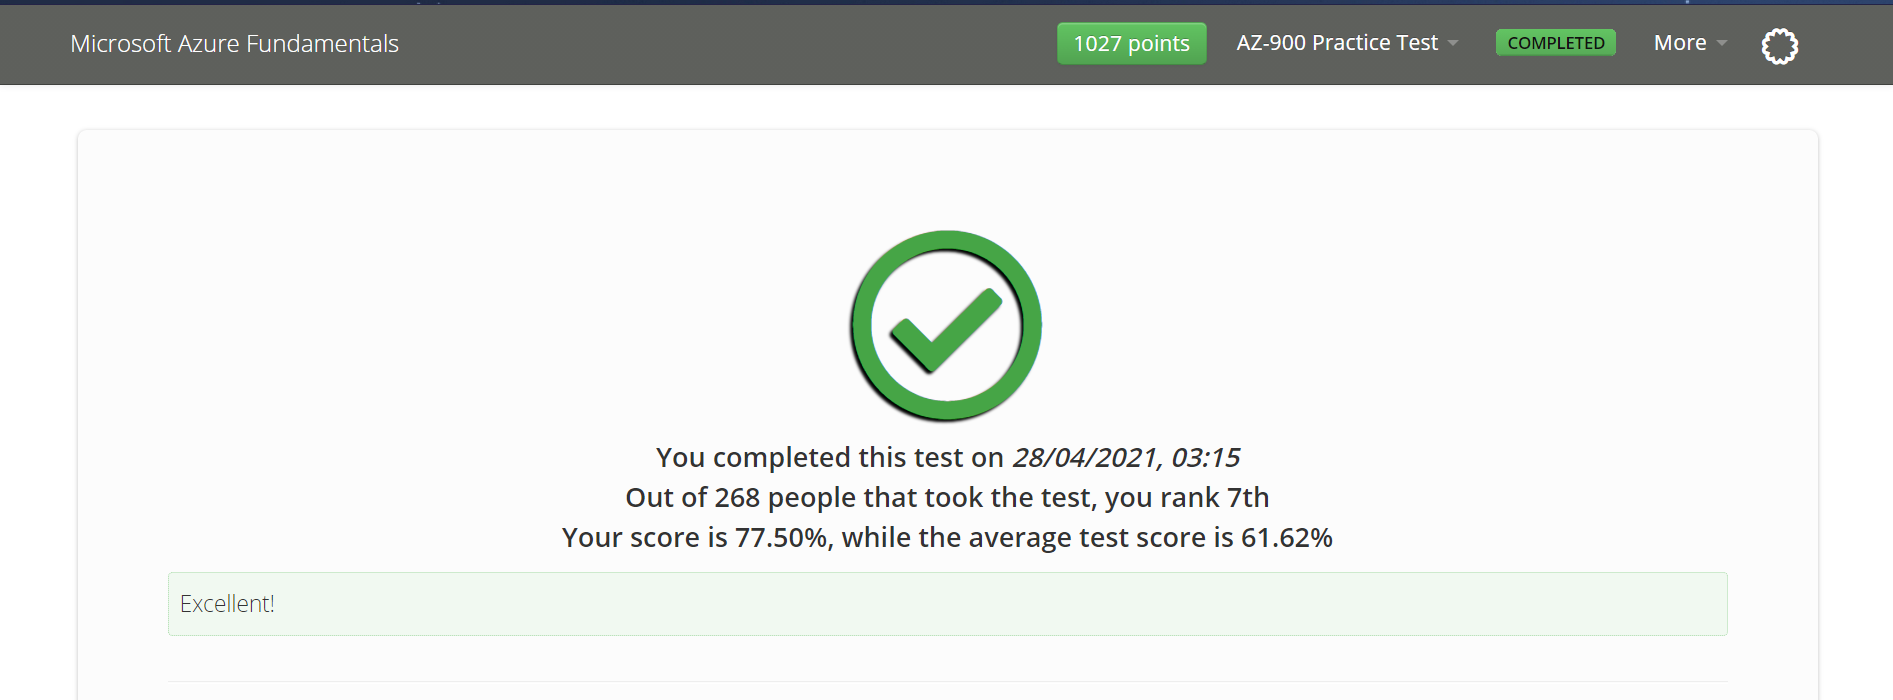 Microsoft Azure Fundamentals
1027 points
AZ-900 Practice Test
COMPLETED
More
You completed this test on 28/04/2021, 03:15
Out of 268 people that took the test, you rank 7th
Your score is 77.50%, while the average test score is 61.62%
Excellent!